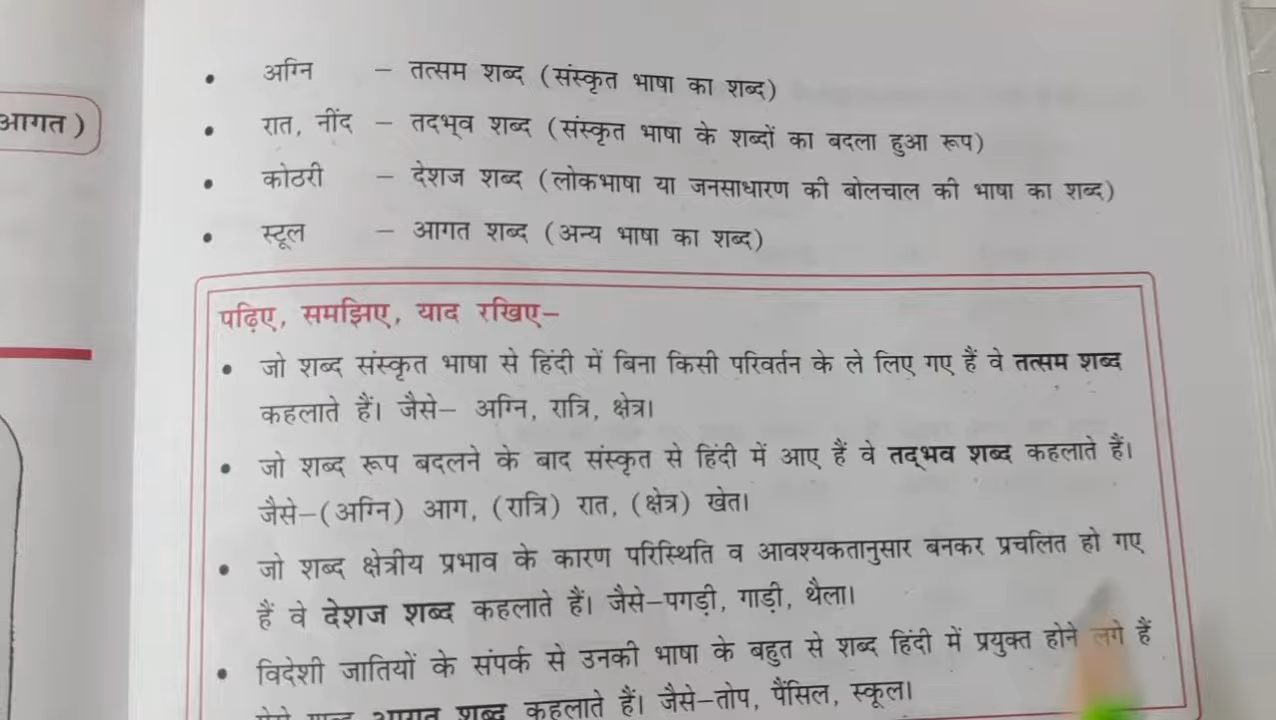 आगत )
• अग्नि – तत्सम शब्द (संस्कृत भाषा का शब्द)
• रात, नींद – तदभ्व शब्द (संस्कृत भाषा के शब्दों का बदला हुआ रूप)
• कोठरी – देशज शब्द (लोकभाषा या जनसाधारण की बोलचाल की भाषा का शब्द)
• स्टूल – आगत शब्द (अन्य भाषा का शब्द)
पढ़िए, समझिए, याद रखिए–
• जो शब्द संस्कृत भाषा से हिंदी में बिना किसी परिवर्तन के ले लिए गए हैं वे तत्सम शब्द
कहलाते हैं। जैसे– अग्नि, रात्रि, क्षेत्र।
• जो शब्द रूप बदलने के बाद संस्कृत से हिंदी में आए हैं वे तद्भव शब्द कहलाते हैं।
जैसे–(अग्नि) आग, (रात्रि) रात, (क्षेत्र) खेत।
• जो शब्द क्षेत्रीय प्रभाव के कारण परिस्थिति व आवश्यकतानुसार बनकर प्रचलित हो गए
हैं वे देशज शब्द कहलाते हैं। जैसे–पगड़ी, गाड़ी, थैला।
• विदेशी जातियों के संपर्क से उनकी भाषा के बहुत से शब्द हिंदी में प्रयुक्त होने लगे हैं
आगत शब्द कहलाते हैं। जैसे–तोप, पैंसिल, स्कूल।